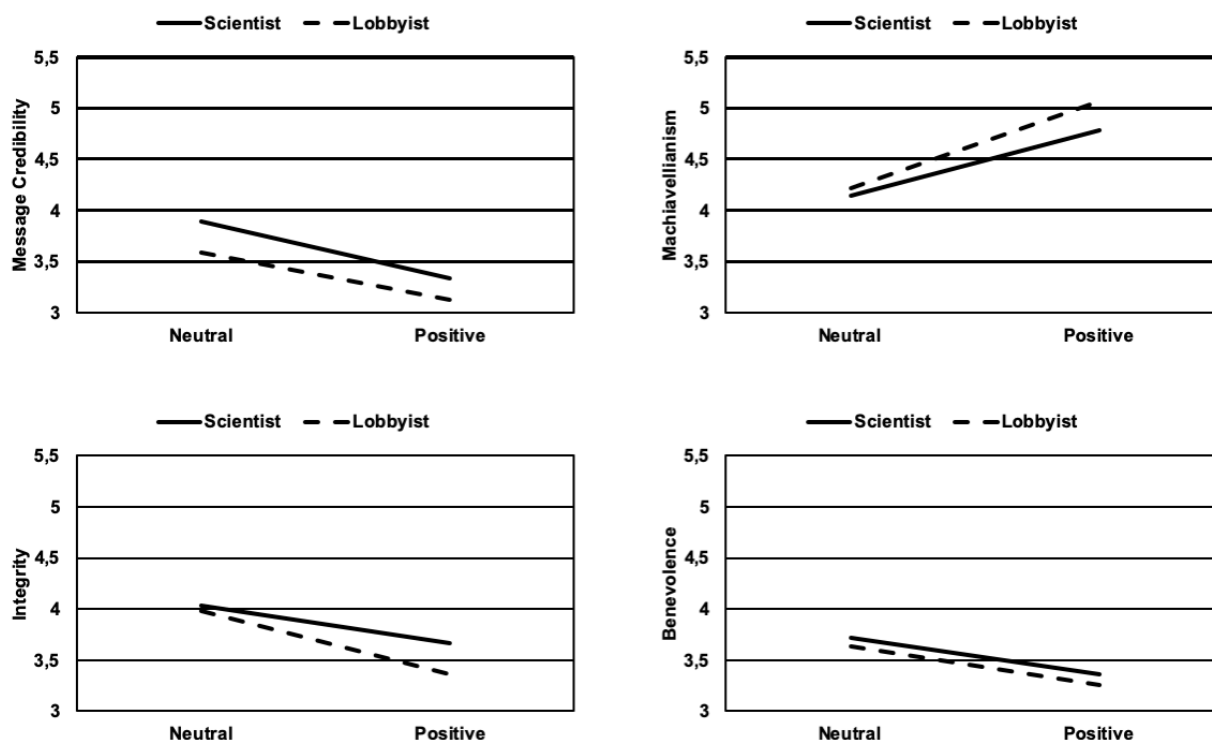 Scientist Lobbyist
5,5
5
4,5
4
3,5
3
Message Credibility
Neutral Positive
Scientist Lobbyist
5,5
5
4,5
4
3,5
3
Machiavellianism
Neutral Positive
Scientist Lobbyist
5,5
5
4,5
4
3,5
3
Integrity
Neutral Positive
Scientist Lobbyist
5,5
5
4,5
4
3,5
3
Benevolence
Neutral Positive